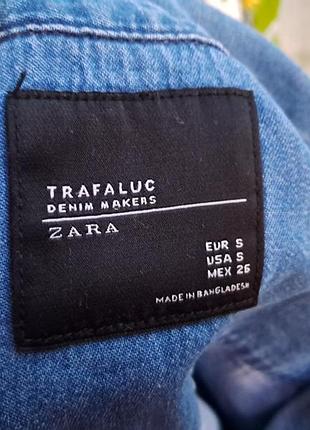 TRAFALUC
DENIM MAKERS
ZARA
EUR S
USA S
MEX 26
MADE IN BANGLADESH